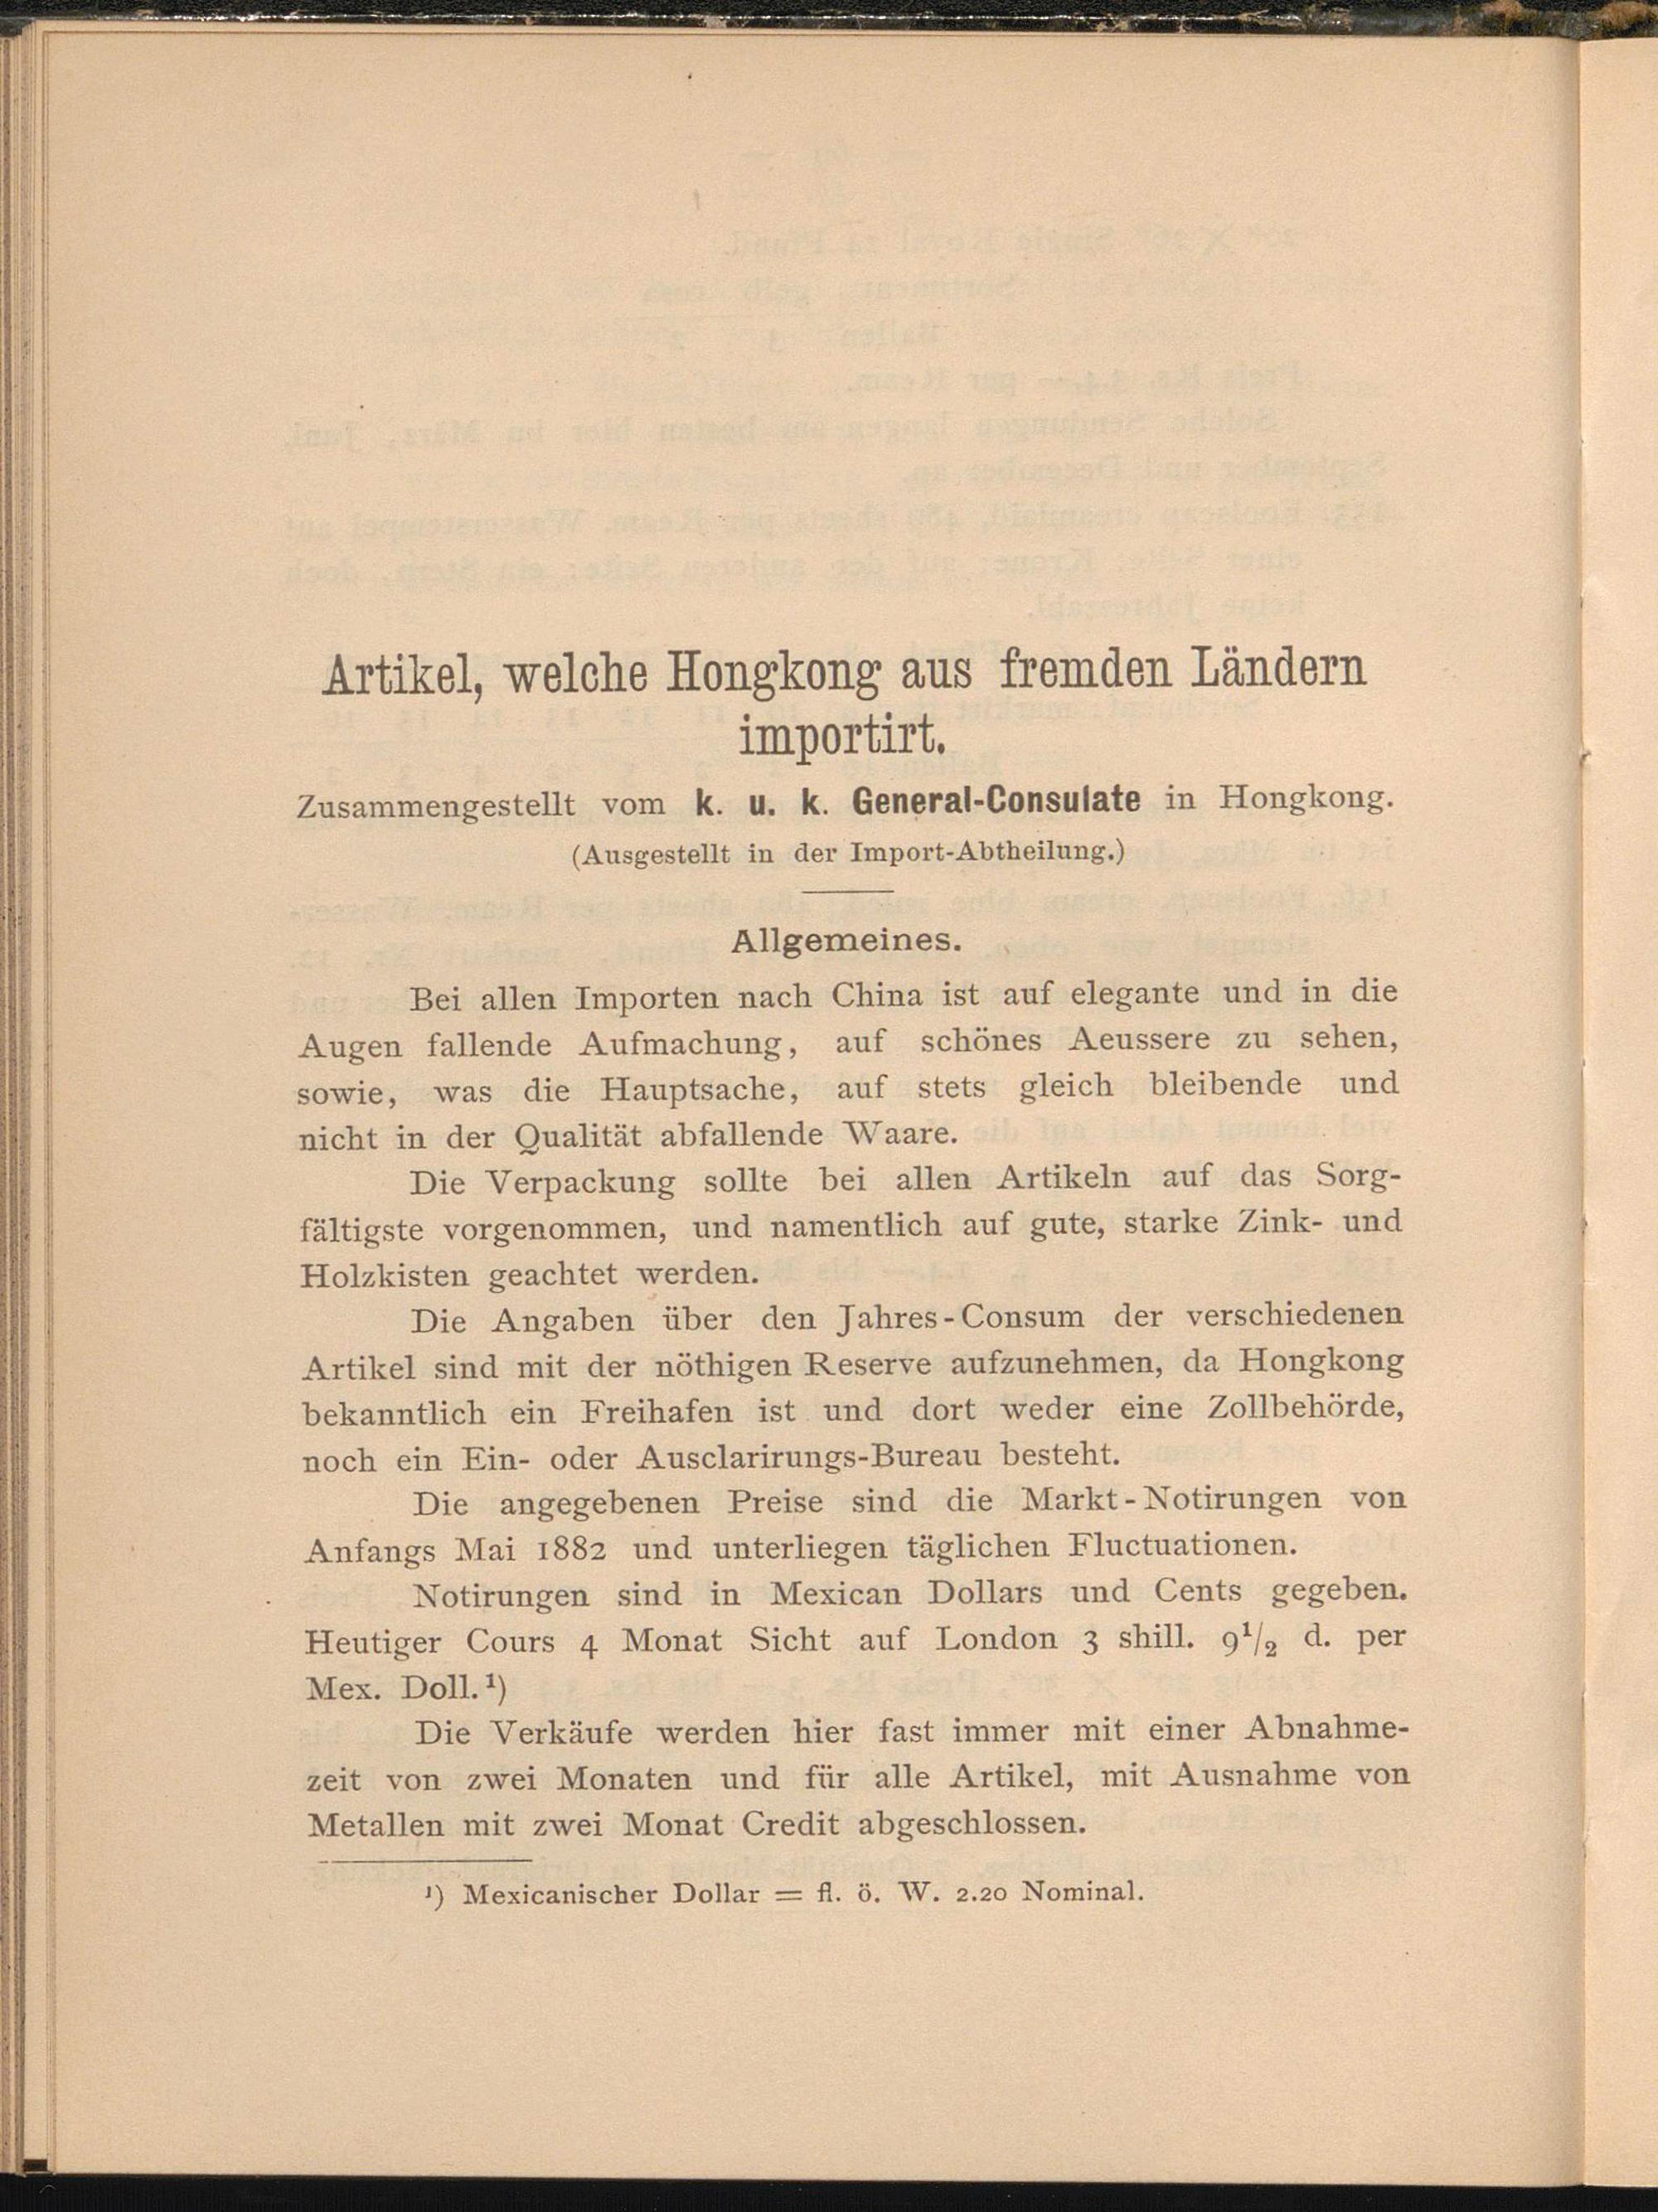 Artikel, welche Hongkong aus fremden Ländern
importirt.
Zusammengestellt vom k. u. k. General-Consulate in Hongkong.
(Ausgestellt in der Import-Abtheilung.)
Allgemeines.
Bei allen Importen nach China ist auf elegante und in die
Augen fallende Aufmachung, auf schönes Aeussere zu sehen,
sowie, was die Hauptsache, auf stets gleich bleibende und
nicht in der Qualität abfallende Waare.
Die Verpackung sollte bei allen Artikeln auf das Sorg-
fältigste vorgenommen, und namentlich auf gute, starke Zink- und
Holzkisten geachtet werden.
Die Angaben über den Jahres-Consum der verschiedenen
Artikel sind mit der nöthigen Reserve aufzunehmen, da Hongkong
bekanntlich ein Freihafen ist und dort weder eine Zollbehörde,
noch ein Ein- oder Ausclarirungs-Bureau besteht.
Die angegebenen Preise sind die Markt-Notirungen von
Anfangs Mai 1882 und unterliegen täglichen Fluctuationen.
Notirungen sind in Mexican Dollars und Cents gegeben.
Heutiger Cours 4 Monat Sicht auf London 3 shill. 9¹/₂ d. per
Mex. Doll.¹)
Die Verkäufe werden hier fast immer mit einer Abnahme-
zeit von zwei Monaten und für alle Artikel, mit Ausnahme von
Metallen mit zwei Monat Credit abgeschlossen.
¹) Mexicanischer Dollar = fl. ö. W. 2.20 Nominal.